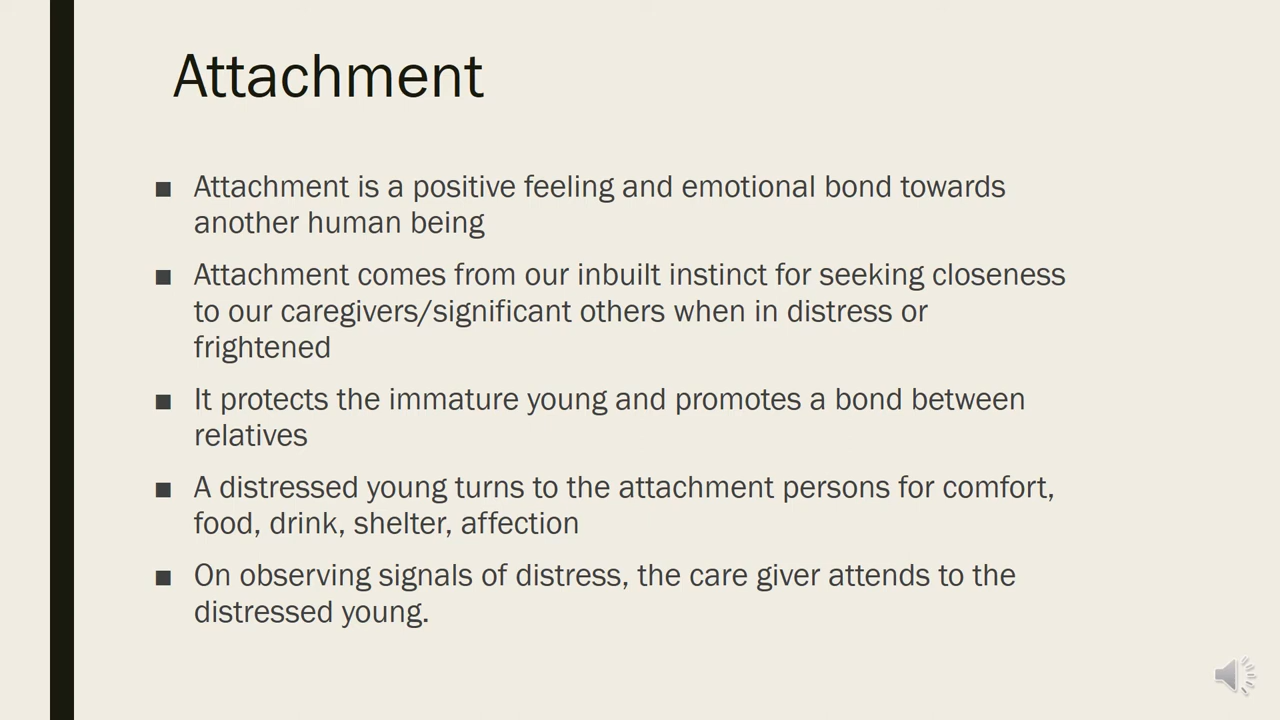 Attachment
■ Attachment is a positive feeling and emotional bond towards
another human being
■ Attachment comes from our inbuilt instinct for seeking closeness
to our caregivers/significant others when in distress or
frightened
■ It protects the immature young and promotes a bond between
relatives
■ A distressed young turns to the attachment persons for comfort,
food, drink, shelter, affection
■ On observing signals of distress, the care giver attends to the
distressed young.